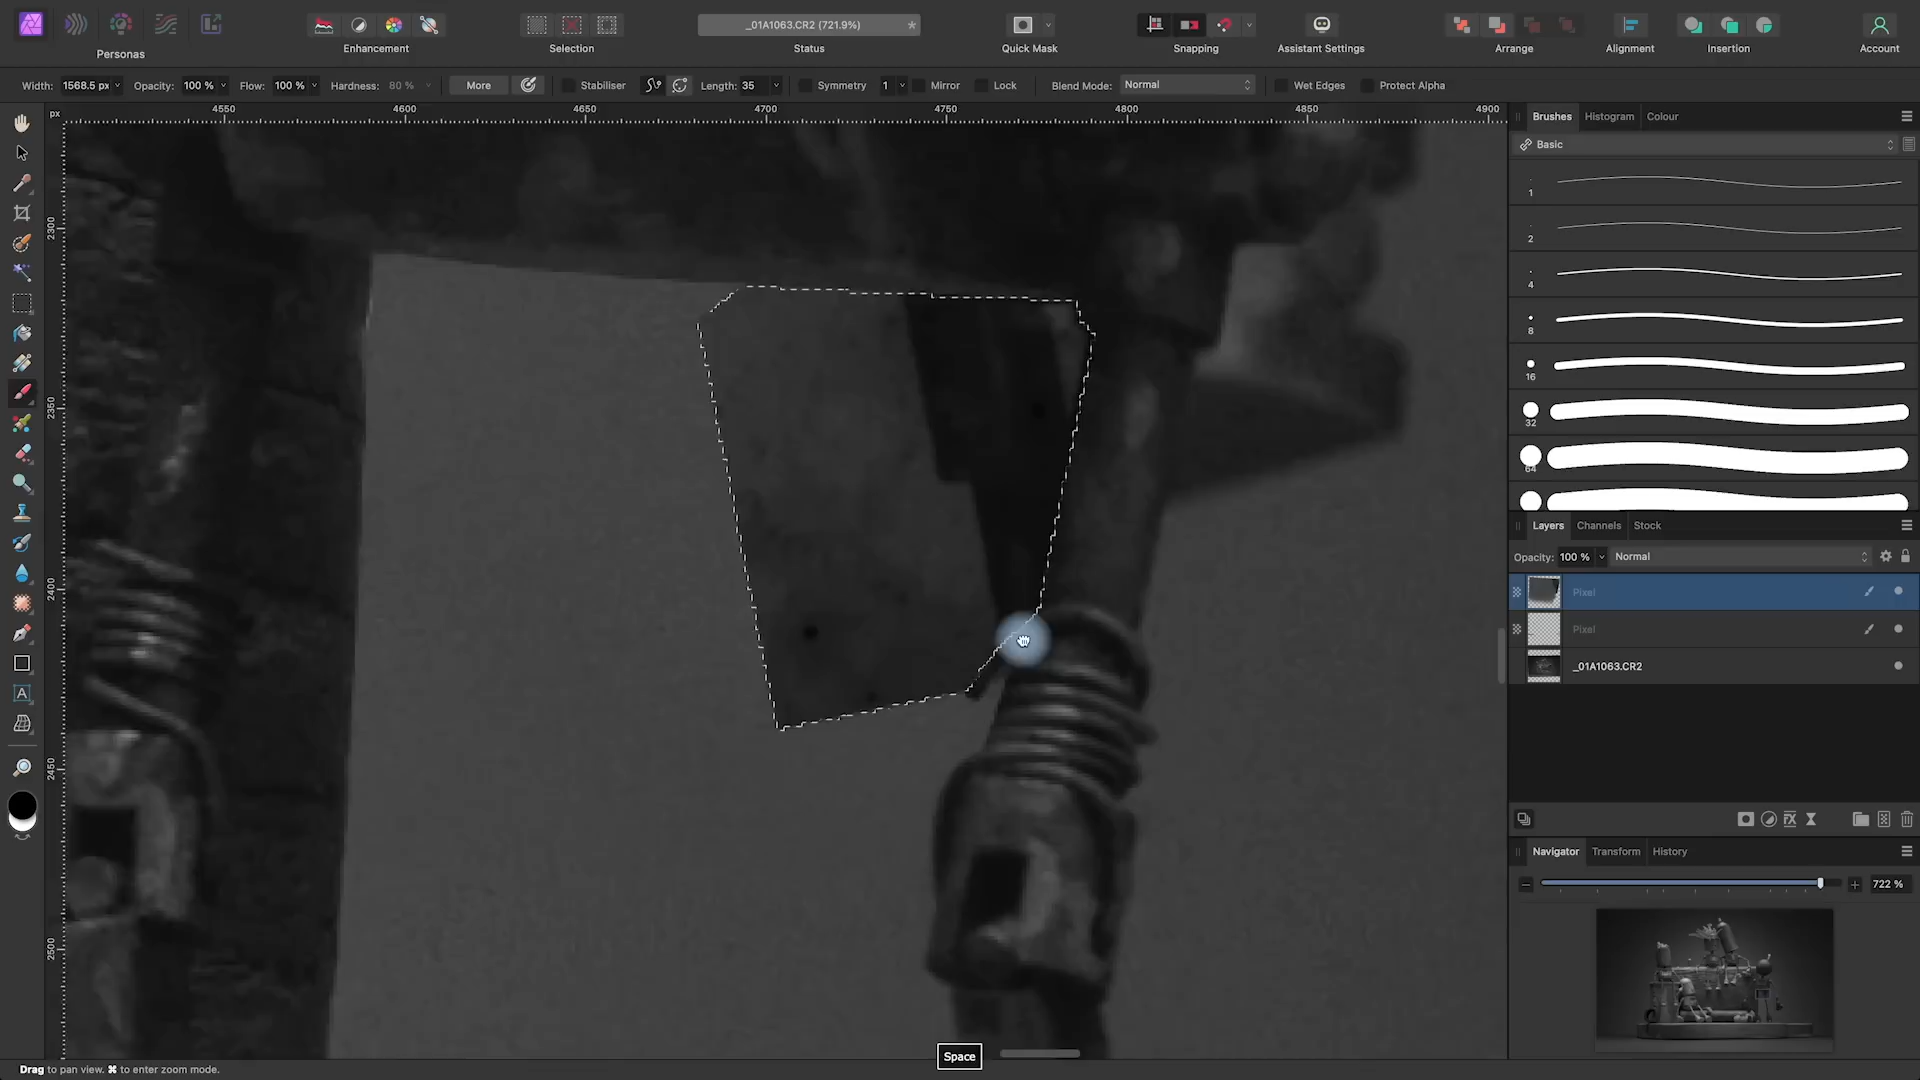 _01A1063.CR2 (721.9%)
*
Personas
Enhancement
Selection
Status
Quick Mask
Snapping
Assistant Settings
Arrange
Alignment
Insertion
Account
Width: 1568.5 px
Opacity: 100 %
Flow: 100 %
Hardness: 80 %
More
Stabiliser
Length: 35
Symmetry 1
Mirror
Lock
Blend Mode: Normal
Wet Edges
Protect Alpha
px
4550
4600
4650
4700
4750
4800
4850
4900
2300
2350
2400
2450
2500
Brushes
Histogram
Colour
Basic
1
2
4
8
16
32
64
Layers
Channels
Stock
Opacity: 100 %
Normal
Pixel
Pixel
_01A1063.CR2
Navigator
Transform
History
722 %
Space
Drag to pan view. ⌘ to enter zoom mode.